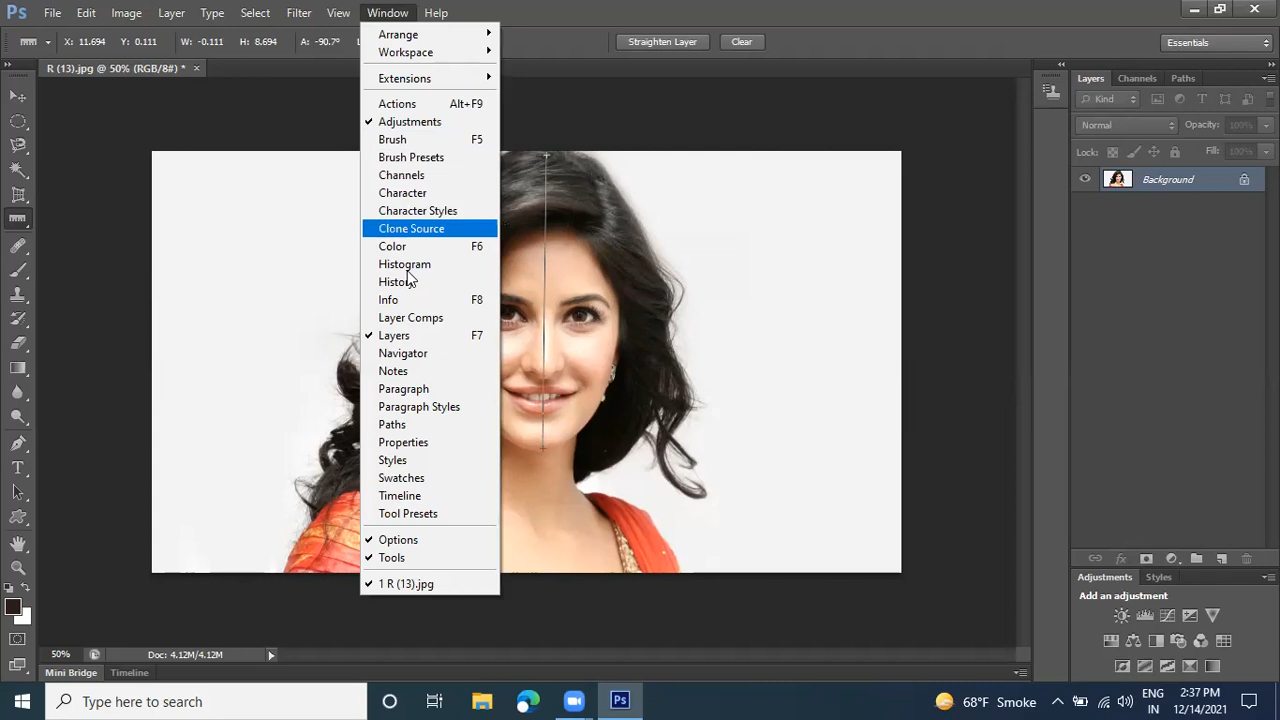 Ps File Edit Image Layer Type Select Filter View Window Help
X: 11.694 Y: 0.111 W: -0.111 H: 8.694 A: -90.7° Straighten Layer Clear Essentials
R (13).jpg @ 50% (RGB/8#) * ×
Arrange
Workspace
Extensions
Actions Alt+F9
Adjustments
Brush F5
Brush Presets
Channels
Character
Character Styles
Clone Source
Color F6
Histogram
History
Info F8
Layer Comps
Layers F7
Navigator
Notes
Paragraph
Paragraph Styles
Paths
Properties
Styles
Swatches
Timeline
Tool Presets
Options
Tools
1 R (13).jpg
Layers Channels Paths
Kind
Normal Opacity: 100%
Lock: Fill: 100%
Background
Adjustments Styles
Add an adjustment
50% Doc: 4.12M/4.12M
Mini Bridge Timeline
Type here to search
Ps
68°F Smoke
ENG
IN
2:37 PM
12/14/2021